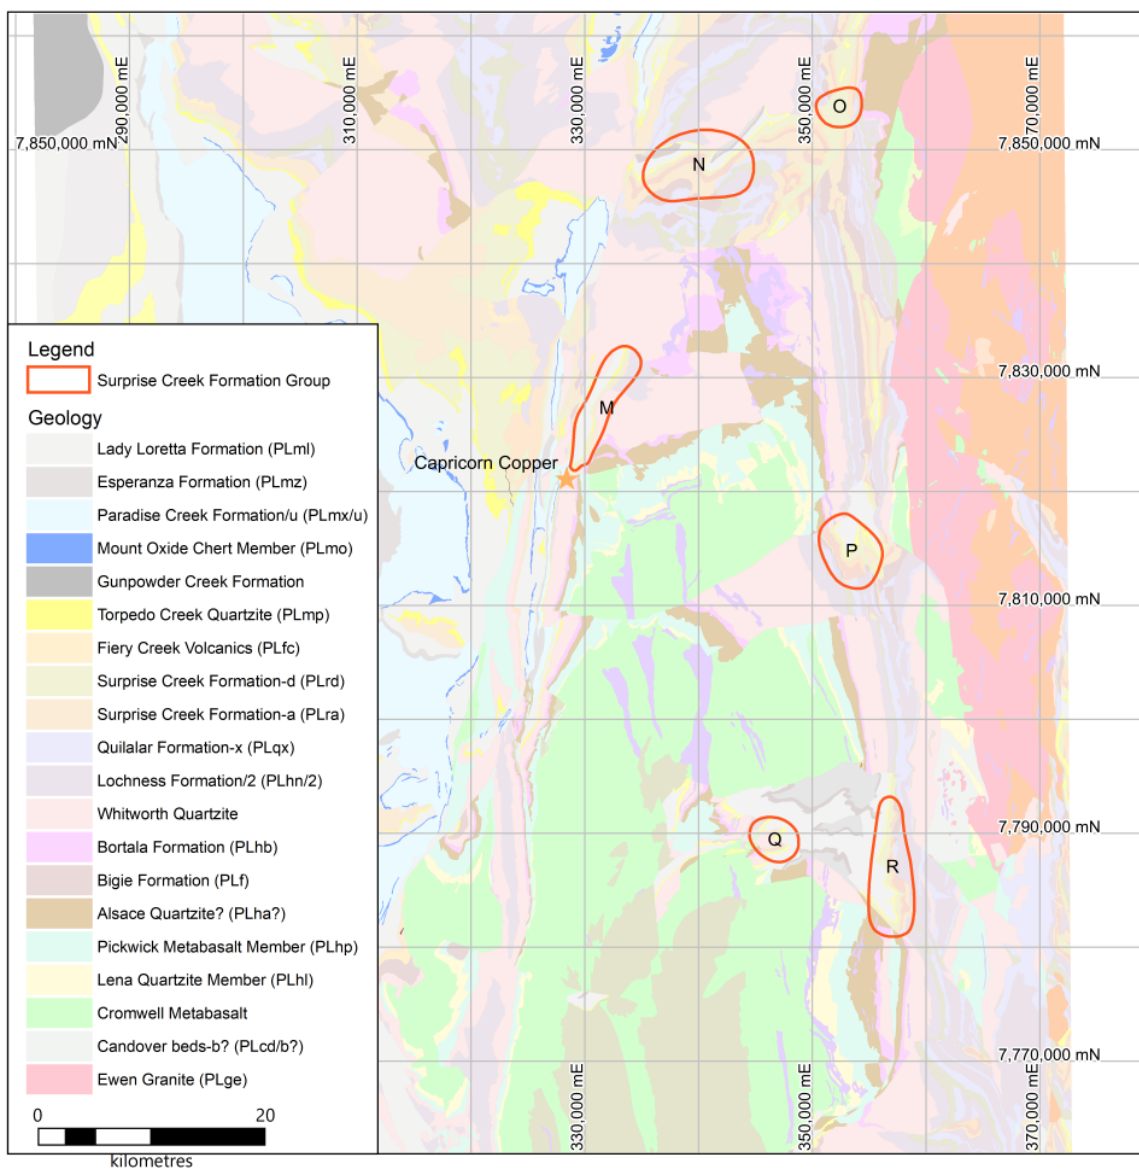 290,000 mE
310,000 mE
330,000 mE
350,000 mE
370,000 mE
7,850,000 mN
7,850,000 mN
O
N
7,830,000 mN
M
Capricorn Copper
P
7,810,000 mN
7,790,000 mN
Q
R
7,770,000 mN
330,000 mE
350,000 mE
370,000 mE
Legend
Surprise Creek Formation Group
Geology
Lady Loretta Formation (PLml)
Esperanza Formation (PLmz)
Paradise Creek Formation/u (PLmx/u)
Mount Oxide Chert Member (PLmo)
Gunpowder Creek Formation
Torpedo Creek Quartzite (PLmp)
Fiery Creek Volcanics (PLfc)
Surprise Creek Formation-d (PLrd)
Surprise Creek Formation-a (PLra)
Quilalar Formation-x (PLqx)
Lochness Formation/2 (PLhn/2)
Whitworth Quartzite
Bortala Formation (PLhb)
Bigie Formation (PLf)
Alsace Quartzite? (PLha?)
Pickwick Metabasalt Member (PLhp)
Lena Quartzite Member (PLhl)
Cromwell Metabasalt
Candover beds-b? (PLcd/b?)
Ewen Granite (PLge)
0 20
kilometres